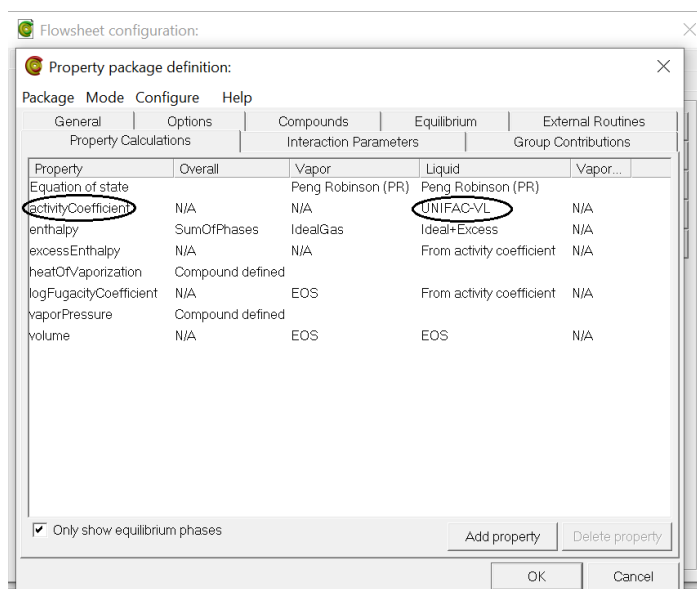 Flowsheet configuration:
Property package definition:
Package Mode Configure Help
General Options Compounds Equilibrium External Routines
Property Calculations Interaction Parameters Group Contributions
Property Overall Vapor Liquid Vapor...
Equation of state Peng Robinson (PR) Peng Robinson (PR)
activityCoefficient N/A N/A UNIFAC-VL N/A
enthalpy SumOfPhases IdealGas Ideal+Excess
excessEnthalpy N/A N/A From activity coefficient N/A
heatOfVaporization Compound defined
logFugacityCoefficient N/A EOS From activity coefficient N/A
vaporPressure Compound defined
volume N/A EOS EOS N/A
Only show equilibrium phases
Add property Delete property
OK Cancel